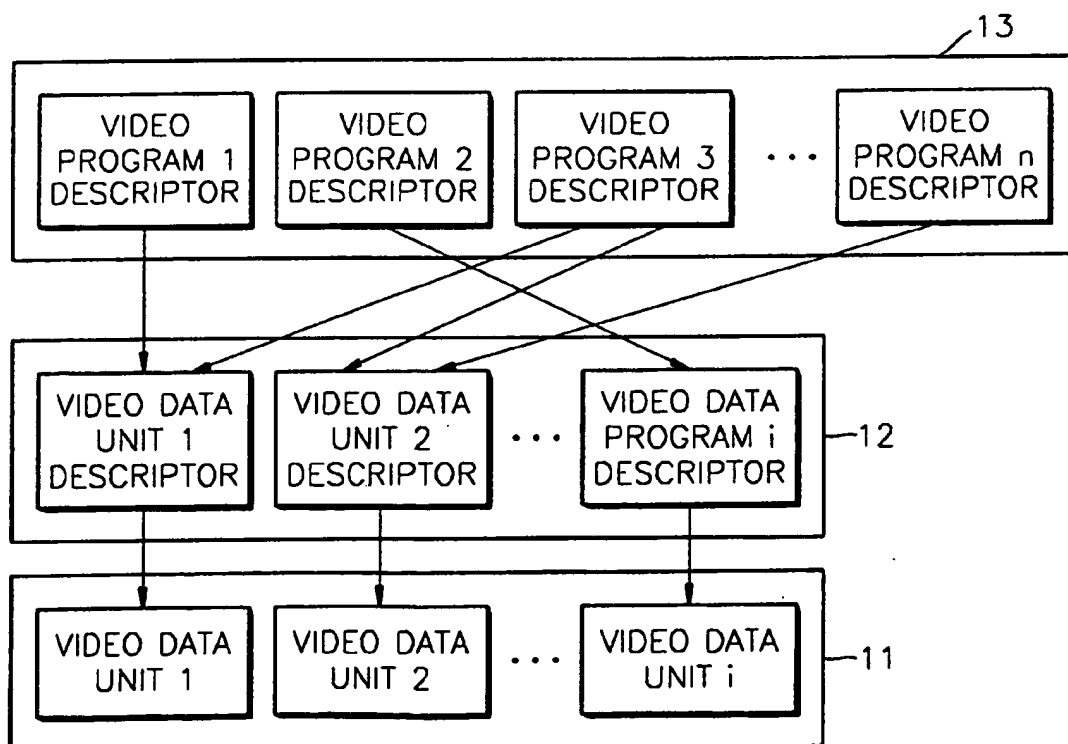 13
VIDEO
PROGRAM 1
DESCRIPTOR
VIDEO
PROGRAM 2
DESCRIPTOR
VIDEO
PROGRAM 3
DESCRIPTOR
...
VIDEO
PROGRAM n
DESCRIPTOR
VIDEO DATA
UNIT 1
DESCRIPTOR
VIDEO DATA
UNIT 2
DESCRIPTOR
...
VIDEO DATA
PROGRAM i
DESCRIPTOR
12
VIDEO DATA
UNIT 1
VIDEO DATA
UNIT 2
...
VIDEO DATA
UNIT i
11